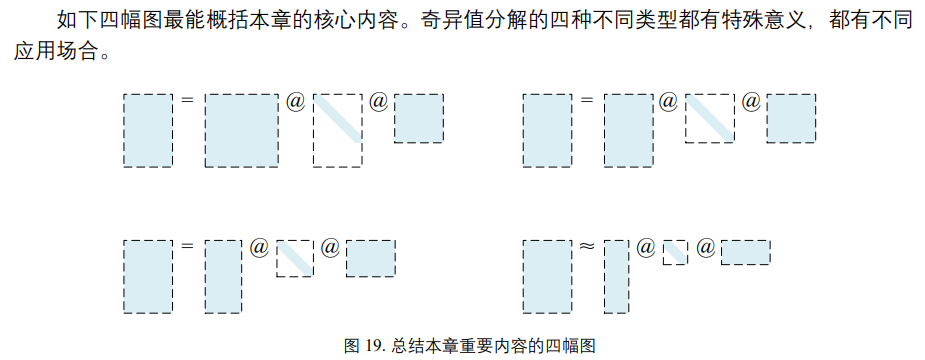 如下四幅图最能概括本章的核心内容。奇异值分解的四种不同类型都有特殊意义，都有不同
应用场合。
= @ @
= @ @
= @ @
≈ @ @
图 19. 总结本章重要内容的四幅图